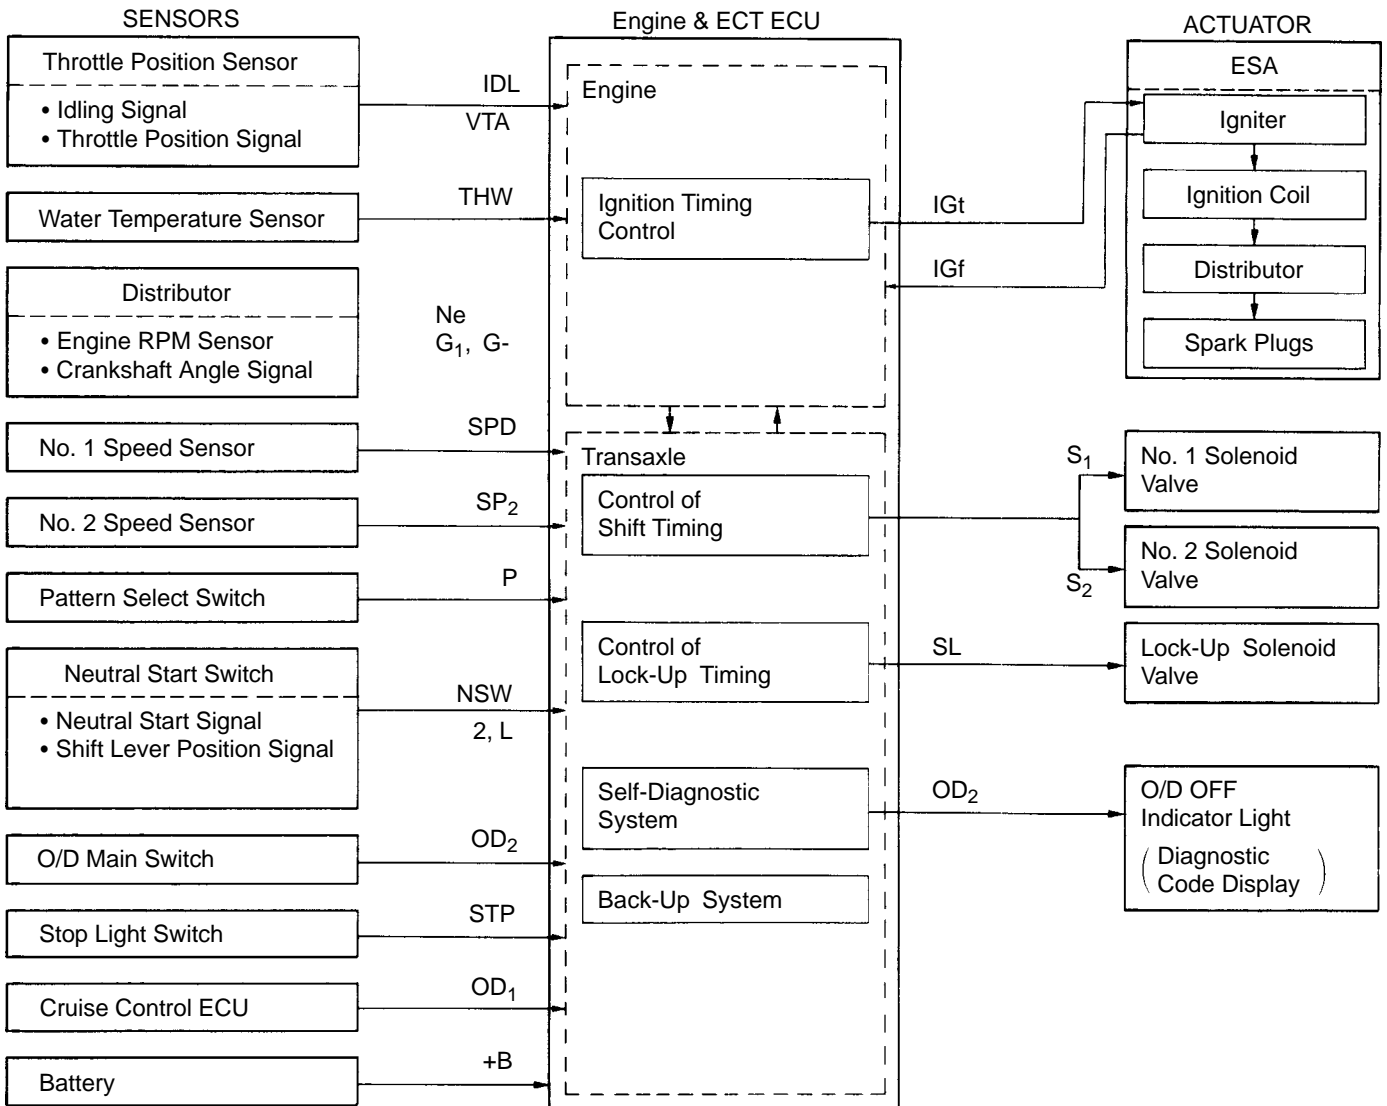 SENSORS
Throttle Position Sensor
• Idling Signal
• Throttle Position Signal
IDL
VTA
Water Temperature Sensor
THW
Distributor
• Engine RPM Sensor
• Crankshaft Angle Signal
Ne
G1, G-
No. 1 Speed Sensor
SPD
No. 2 Speed Sensor
SP2
Pattern Select Switch
P
Neutral Start Switch
• Neutral Start Signal
• Shift Lever Position Signal
NSW
2, L
O/D Main Switch
OD2
Stop Light Switch
STP
Cruise Control ECU
OD1
Battery
+B
Engine & ECT ECU
Engine
Ignition Timing
Control
Transaxle
Control of
Shift Timing
Control of
Lock-Up Timing
Self-Diagnostic
System
Back-Up System
IGt
IGf
S1
S2
SL
OD2
ACTUATOR
ESA
Igniter
Ignition Coil
Distributor
Spark Plugs
No. 1 Solenoid
Valve
No. 2 Solenoid
Valve
Lock-Up Solenoid
Valve
O/D OFF
Indicator Light
( Diagnostic
Code Display )